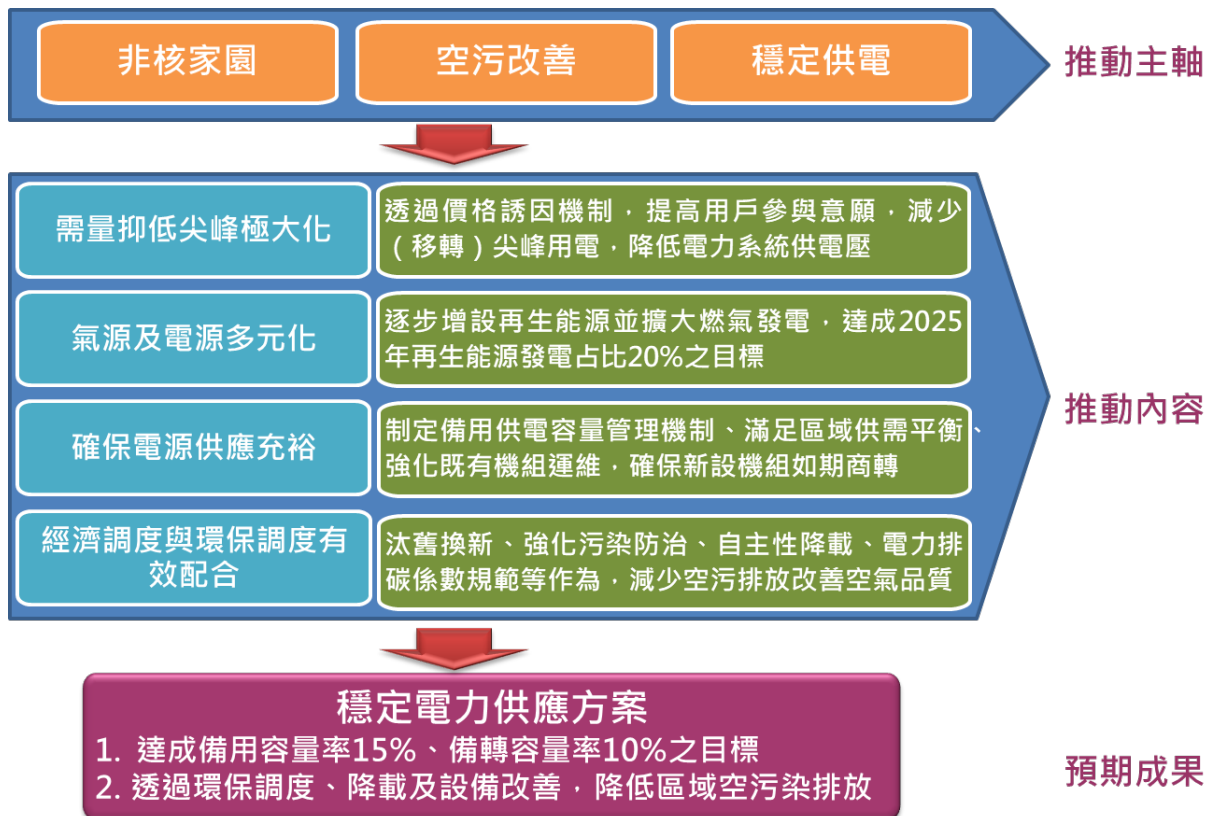 非核家園
空污改善
穩定供電
推動主軸
需量抑低尖峰極大化
透過價格誘因機制，提高用戶參與意願，減少
（移轉）尖峰用電，降低電力系統供電壓
氣源及電源多元化
逐步增設再生能源並擴大燃氣發電，達成2025
年再生能源發電占比20%之目標
確保電源供應充裕
制定備用供電容量管理機制、滿足區域供需平衡、
強化既有機組運維，確保新設機組如期商轉
經濟調度與環保調度有
效配合
汰舊換新、強化污染防治、自主性降載、電力排
碳係數規範等作為，減少空污排放改善空氣品質
推動內容
穩定電力供應方案
1. 達成備用容量率15%、備轉容量率10%之目標
2. 透過環保調度、降載及設備改善，降低區域空污染排放
預期成果